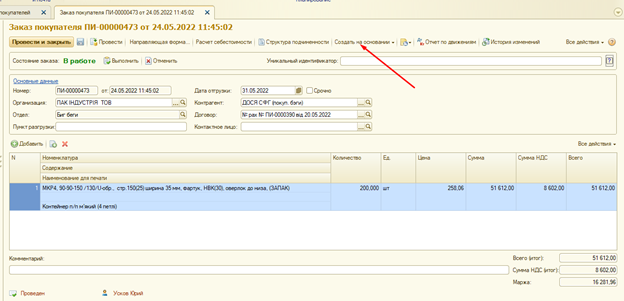 покупателей
Заказ покупателя ПИ-00000473 от 24.05.2022 11:45:02
Заказ покупателя ПИ-00000473 от 24.05.2022 11:45:02
Провести и закрыть Провести Направляющая форма... Расчет себестоимости Структура подчиненности Создать на основании Отчет по движениям История изменений Все действия
Состояние заказа: В работе Выполнить Отменить Уникальный идентификатор:
Основные данные
Номер: ПИ-00000473 от: 24.05.2022 11:45:02 Дата отгрузки: 31.05.2022 Срочно
Организация: ПАК ІНДУСТРІЯ ТОВ Контрагент: ДОСЯ СФГ (покуп. бэги)
Отдел: Биг беги Договор: № рах № ПИ-0000390 від 20.05.2022
Пункт разгрузки: Контактное лицо:
Добавить Все действия
N Номенклатура Количество Ед. Цена Сумма Сумма НДС Всего
Содержание
Наименование для печати
1 МКР4, 90-90-150 /130/U-обр., стр.150(25) ширина 35 мм, фартук, НВК(30), оверлок до низа, (ЗАПАК) 200,000 шт 258,06 51 612,00 8 602,00 51 612,00
Контейнер п/п м'який (4 петлі)
Комментарий: Всего (итог): 51 612,00
Сумма НДС (итог): 8 602,00
Маржа: 16 281,96
Проведен Усков Юрий